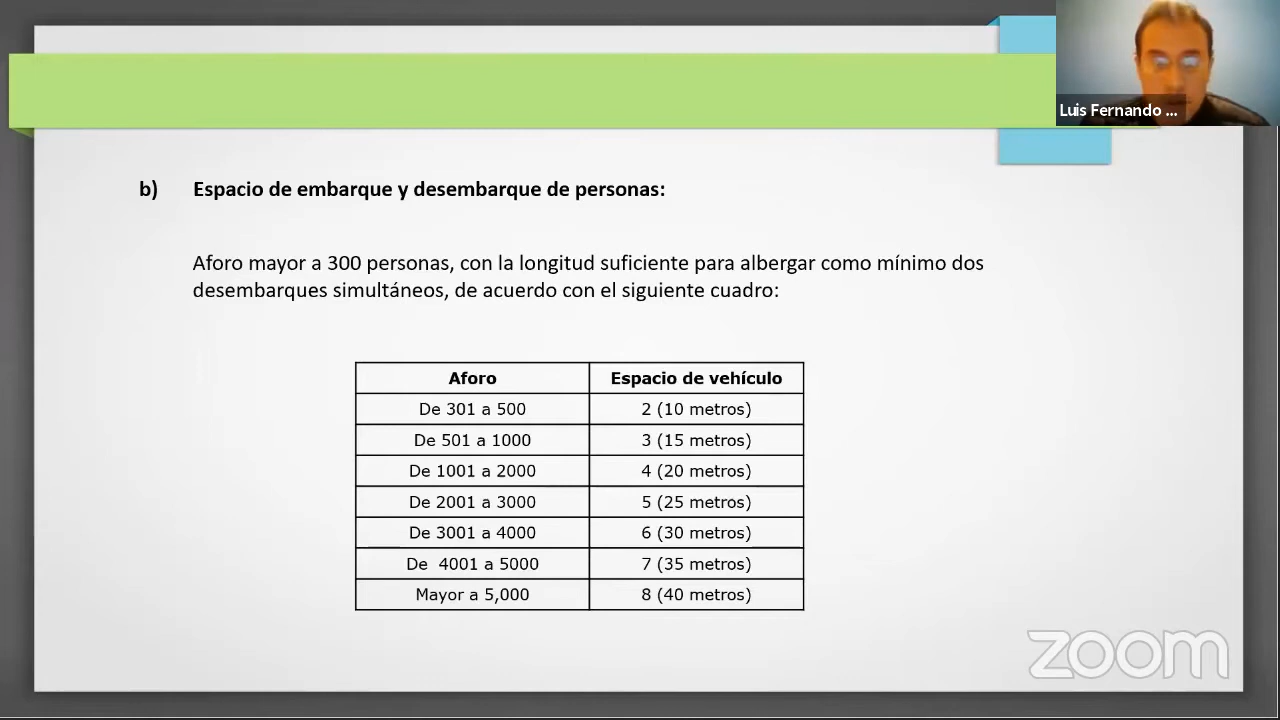 Luis Fernando ...
b) Espacio de embarque y desembarque de personas:
Aforo mayor a 300 personas, con la longitud suficiente para albergar como mínimo dos
desembarques simultáneos, de acuerdo con el siguiente cuadro:
Aforo Espacio de vehículo
De 301 a 500 2 (10 metros)
De 501 a 1000 3 (15 metros)
De 1001 a 2000 4 (20 metros)
De 2001 a 3000 5 (25 metros)
De 3001 a 4000 6 (30 metros)
De 4001 a 5000 7 (35 metros)
Mayor a 5,000 8 (40 metros)
zoom